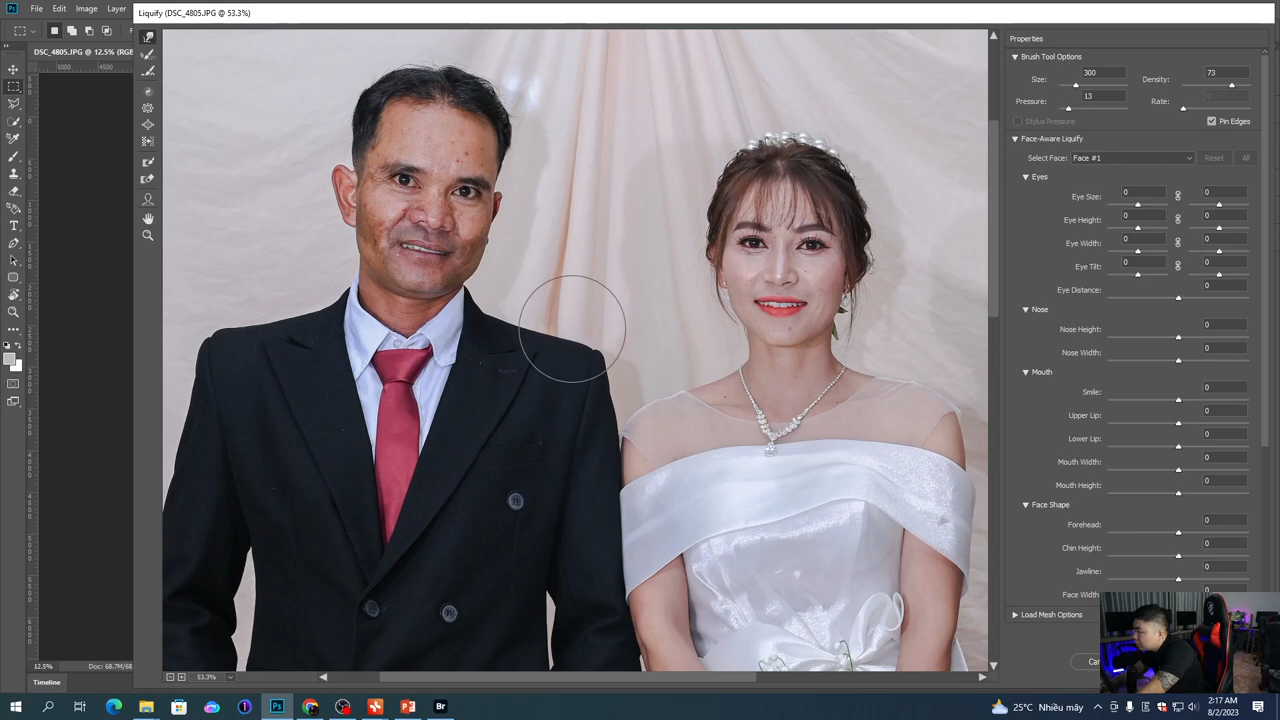 File Edit Image Layer
Liquify (DSC_4805.JPG @ 53.3%)
DSC_4805.JPG @ 12.5% (RGB
5000 4500
Properties
Brush Tool Options
Size: 300 Density: 73
Pressure: 13 Rate: 0
Stylus Pressure Pin Edges
Face-Aware Liquify
Select Face: Face #1 Reset All
Eyes
Eye Size: 0 0
Eye Height: 0 0
Eye Width: 0 0
Eye Tilt: 0 0
Eye Distance: 0
Nose
Nose Height: 0
Nose Width: 0
Mouth
Smile: 0
Upper Lip: 0
Lower Lip: 0
Mouth Width: 0
Mouth Height: 0
Face Shape
Forehead: 0
Chin Height: 0
Jawline: 0
Face Width:
Load Mesh Options
12.5% Doc: 68.7M/68
53.3%
Timeline
25°C Nhiều mây
2:17 AM
8/2/2023